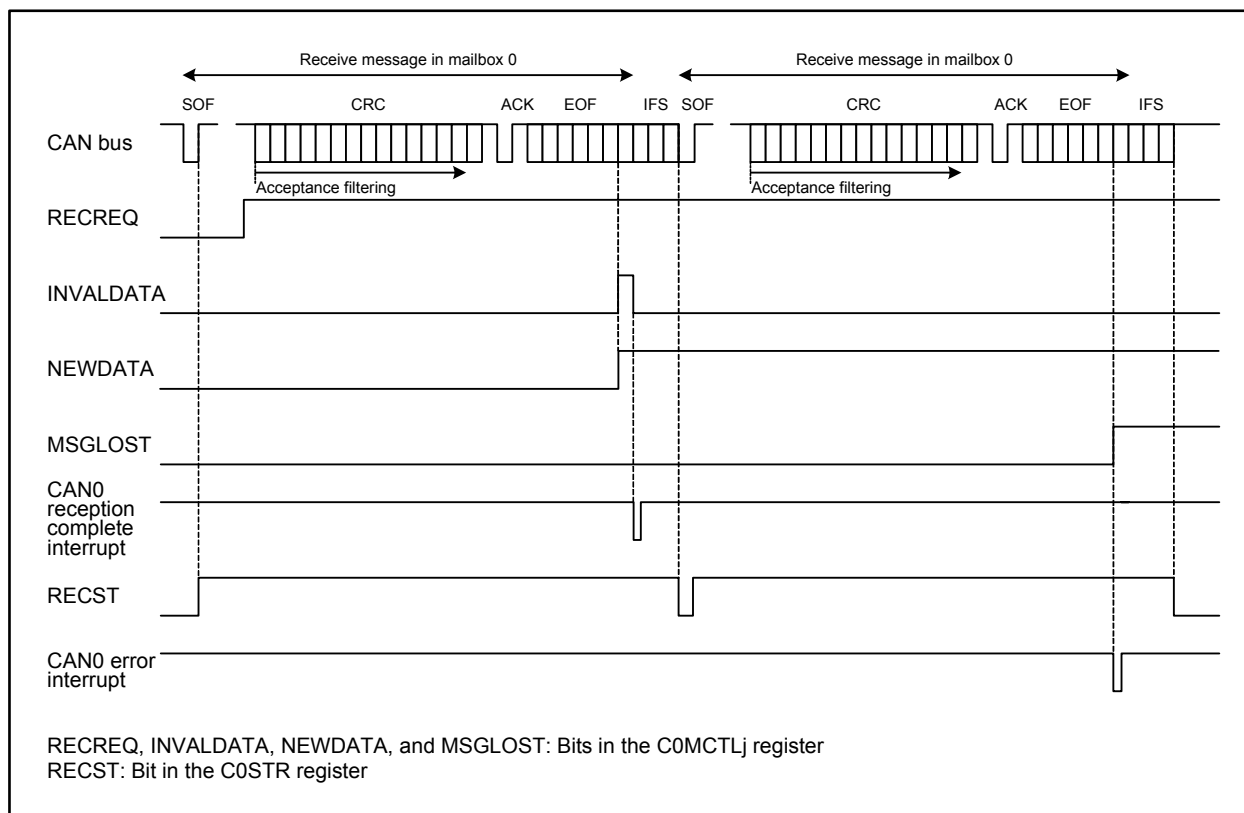 Receive message in mailbox 0 Receive message in mailbox 0
SOF CRC ACK EOF IFS SOF CRC ACK EOF IFS
CAN bus
Acceptance filtering Acceptance filtering
RECREQ
INVALDATA
NEWDATA
MSGLOST
CAN0
reception
complete
interrupt
RECST
CAN0 error
interrupt
RECREQ, INVALDATA, NEWDATA, and MSGLOST: Bits in the C0MCTLj register
RECST: Bit in the C0STR register